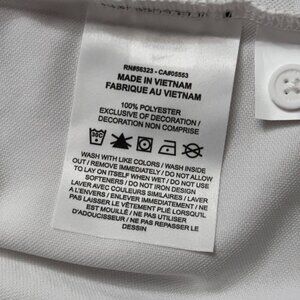 RN#56323 - CA#05553
MADE IN VIETNAM
FABRIQUE AU VIETNAM
100% POLYESTER
EXCLUSIVE OF DECORATION /
DECORATION NON COMPRISE
WASH WITH LIKE COLORS / WASH INSIDE
OUT / REMOVE IMMEDIATELY / DO NOT USE
TO LAY ON ITSELF WHEN WET / DO NOT USE
SOFTENERS / DO NOT IRON DESIGN
LAVER AVEC COULEURS SIMILAIRES / LAVER
A L'ENVERS / ENLEVER IMMEDIATEMENT / NE
PAS LAISSER LE VÊTEMENT PLIÉ LORSQU'IL
EST MOUILLÉ / NE PAS UTILISER
D'ADOUCISSEUR / NE PAS REPASSER LE
DESSIN